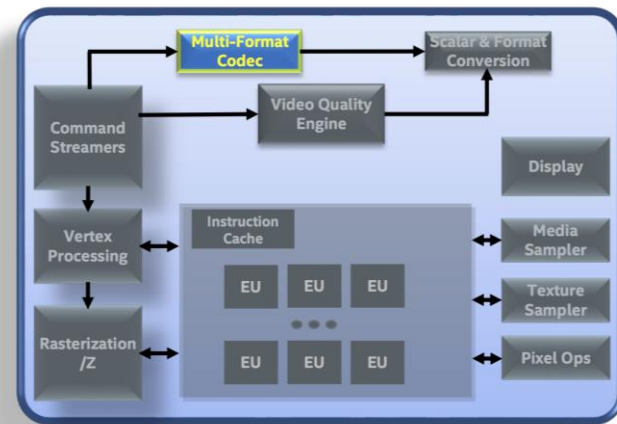 Multi-Format
Codec
Scalar & Format
Conversion
Command
Streamers
Video Quality
Engine
Display
Vertex
Processing
Instruction
Cache
Media
Sampler
EU EU EU
Texture
Sampler
Rasterization
/Z
EU EU EU
Pixel Ops